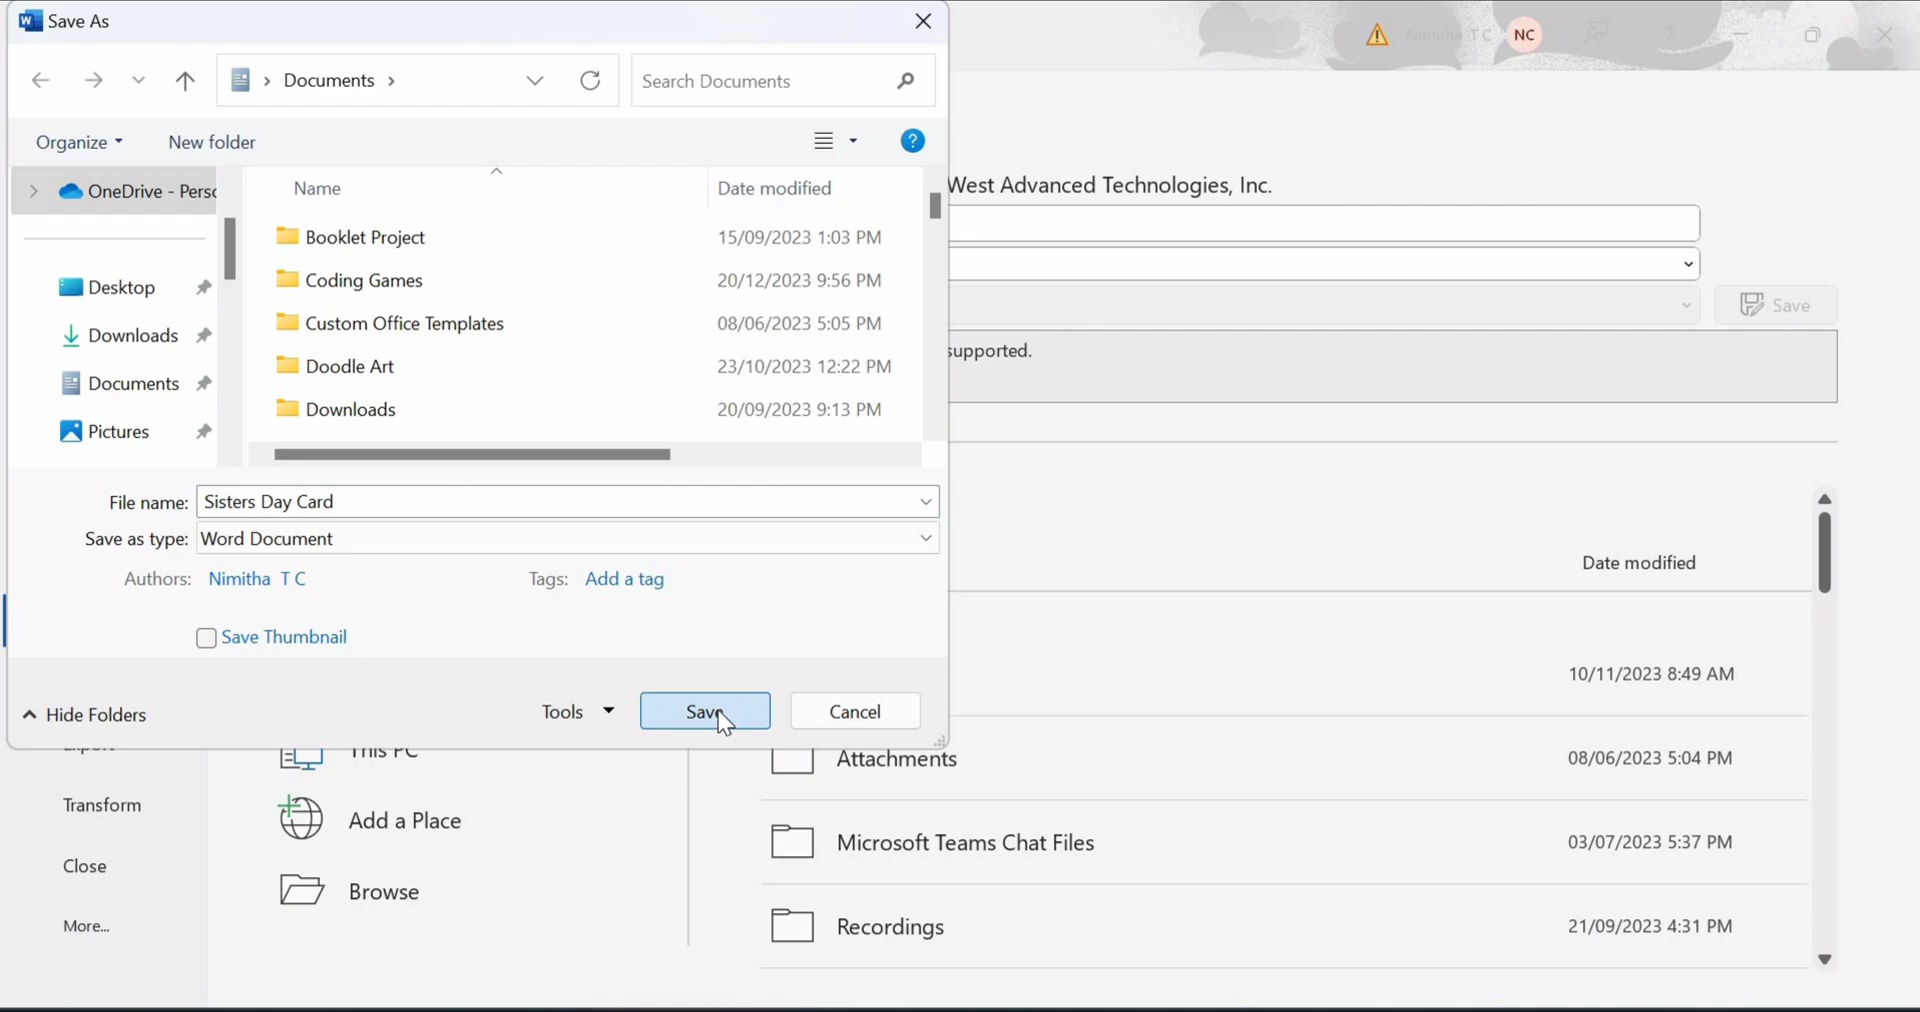 Save As
Nimitha T C NC
Documents
Search Documents
Organize
New folder
?
OneDrive - Perso
Desktop
Downloads
Documents
Pictures
Name Date modified
Booklet Project 15/09/2023 1:03 PM
Coding Games 20/12/2023 9:56 PM
Custom Office Templates 08/06/2023 5:05 PM
Doodle Art 23/10/2023 12:22 PM
Downloads 20/09/2023 9:13 PM
File name: Sisters Day Card
Save as type: Word Document
Authors: Nimitha T C Tags: Add a tag
Save Thumbnail
Hide Folders
Tools Save Cancel
West Advanced Technologies, Inc.
Save
supported.
Date modified
10/11/2023 8:49 AM
Export
Transform
Close
More...
This PC
Add a Place
Browse
Attachments 08/06/2023 5:04 PM
Microsoft Teams Chat Files 03/07/2023 5:37 PM
Recordings 21/09/2023 4:31 PM